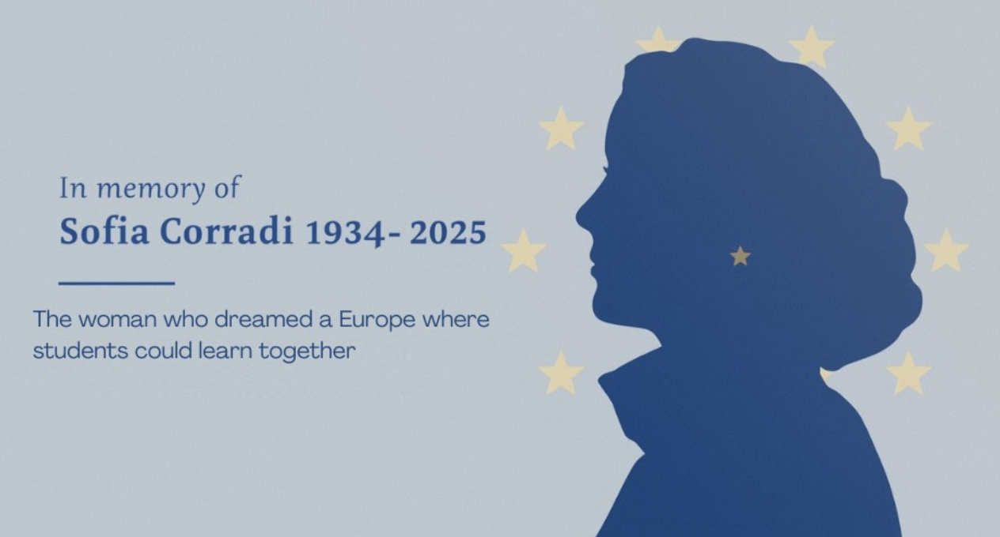 In memory of
Sofia Corradi 1934- 2025
The woman who dreamed a Europe where
students could learn together